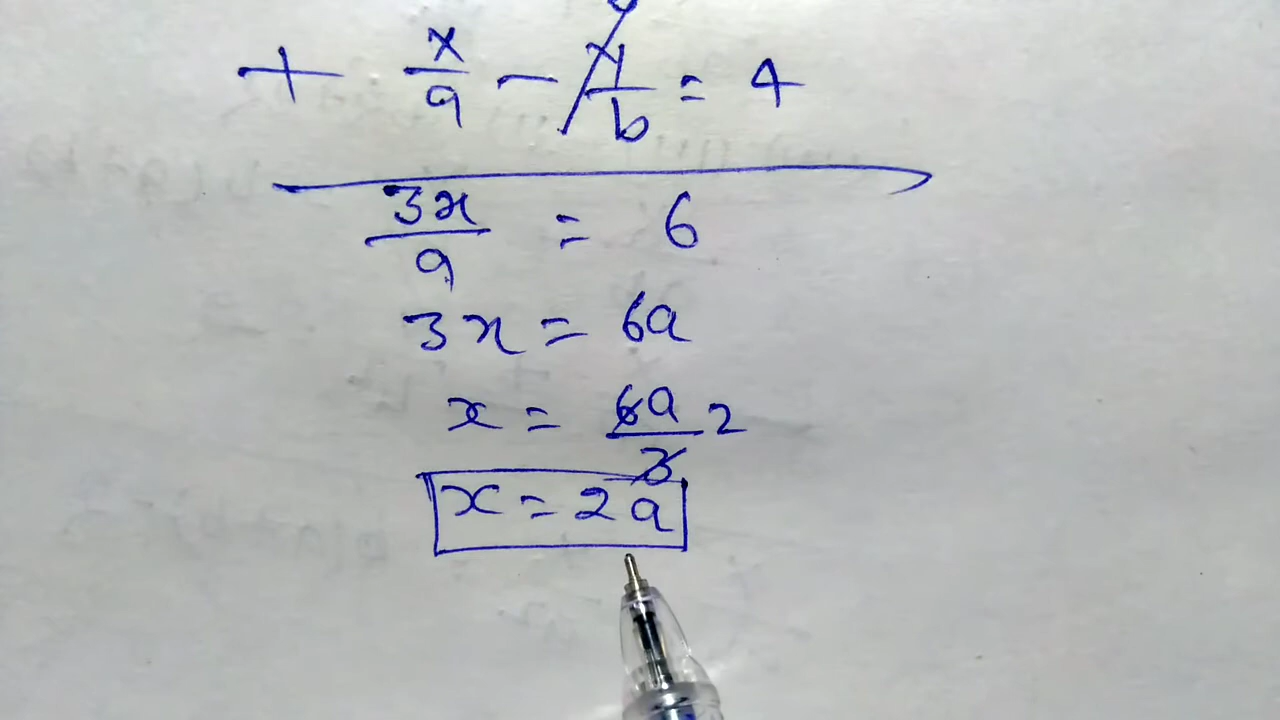 + x/a - y/b = 4
3x/a = 6
3x = 6a
x = 6a/3 2
x = 2a